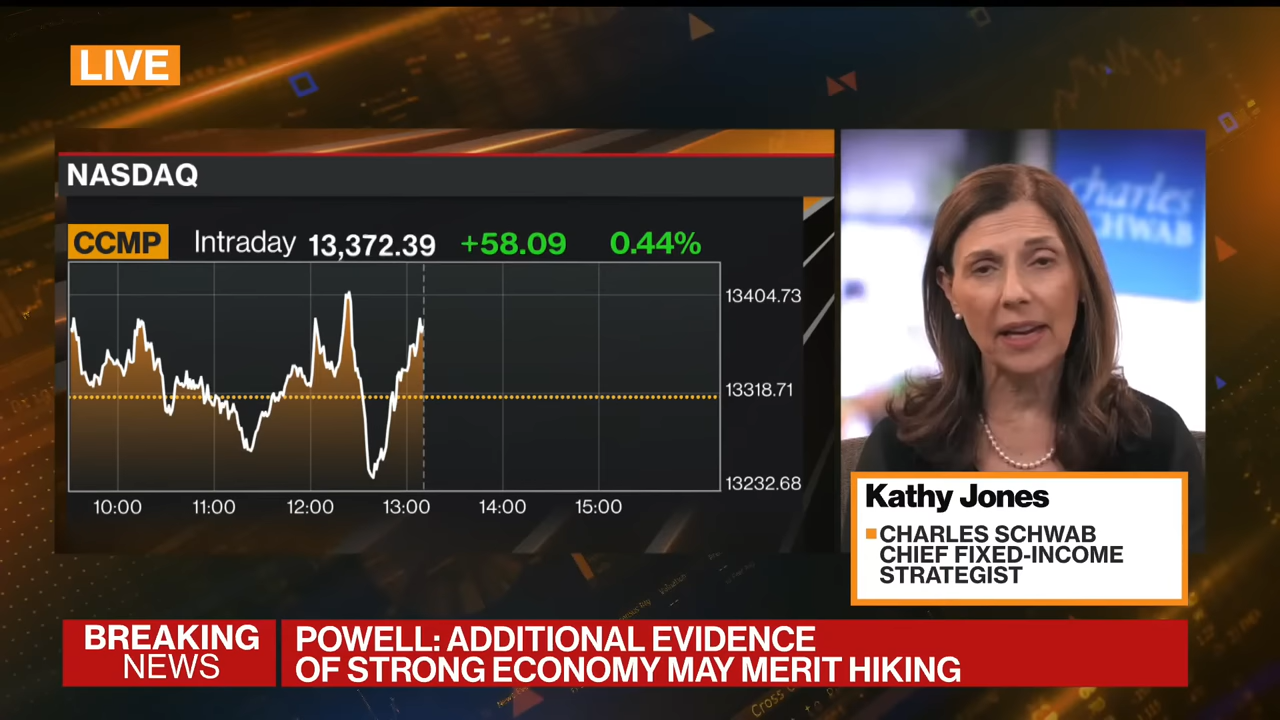 LIVE
NASDAQ
CCMP Intraday 13,372.39 +58.09 0.44%
13404.73
13318.71
13232.68
10:00 11:00 12:00 13:00 14:00 15:00
charles
SCHWAB
Kathy Jones
CHARLES SCHWAB
CHIEF FIXED-INCOME
STRATEGIST
BREAKING
NEWS
POWELL: ADDITIONAL EVIDENCE
OF STRONG ECONOMY MAY MERIT HIKING